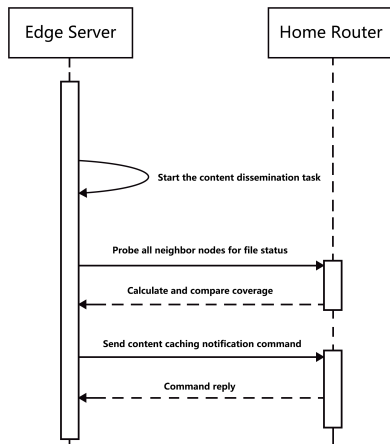 Edge Server
Home Router
Start the content dissemination task
Probe all neighbor nodes for file status
Calculate and compare coverage
Send content caching notification command
Command reply